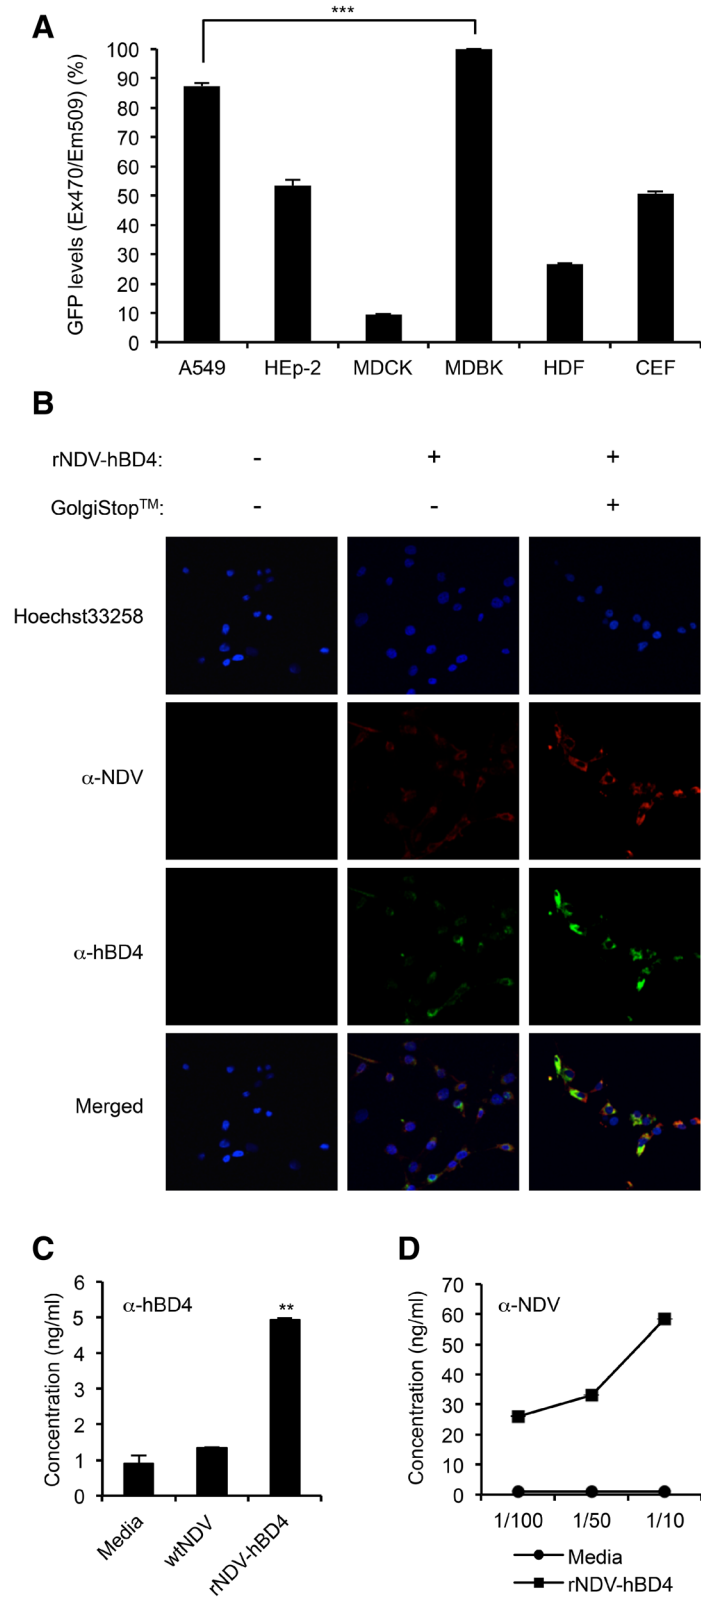 A
***
GFP levels (Ex470/Em509) (%)
100
90
80
70
60
50
40
30
20
10
0
A549 HEp-2 MDCK MDBK HDF CEF
B
rNDV-hBD4: - + +
GolgiStop™: - - +
Hoechst33258
α-NDV
α-hBD4
Merged
C
α-hBD4
**
Concentration (ng/ml)
6
5
4
3
2
1
0
Media wtNDV rNDV-hBD4
D
α-NDV
Concentration (ng/ml)
70
60
50
40
30
20
10
0
1/100 1/50 1/10
Media
rNDV-hBD4